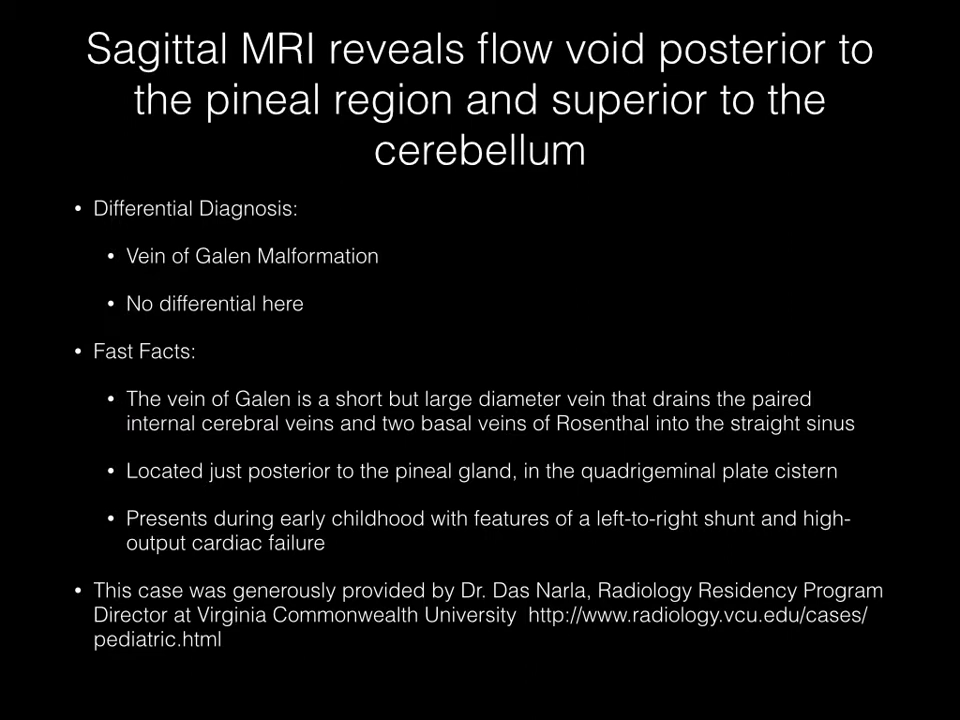 Sagittal MRI reveals flow void posterior to
the pineal region and superior to the
cerebellum
• Differential Diagnosis:
• Vein of Galen Malformation
• No differential here
• Fast Facts:
• The vein of Galen is a short but large diameter vein that drains the paired
internal cerebral veins and two basal veins of Rosenthal into the straight sinus
• Located just posterior to the pineal gland, in the quadrigeminal plate cistern
• Presents during early childhood with features of a left-to-right shunt and high-
output cardiac failure
• This case was generously provided by Dr. Das Narla, Radiology Residency Program
Director at Virginia Commonwealth University http://www.radiology.vcu.edu/cases/
pediatric.html